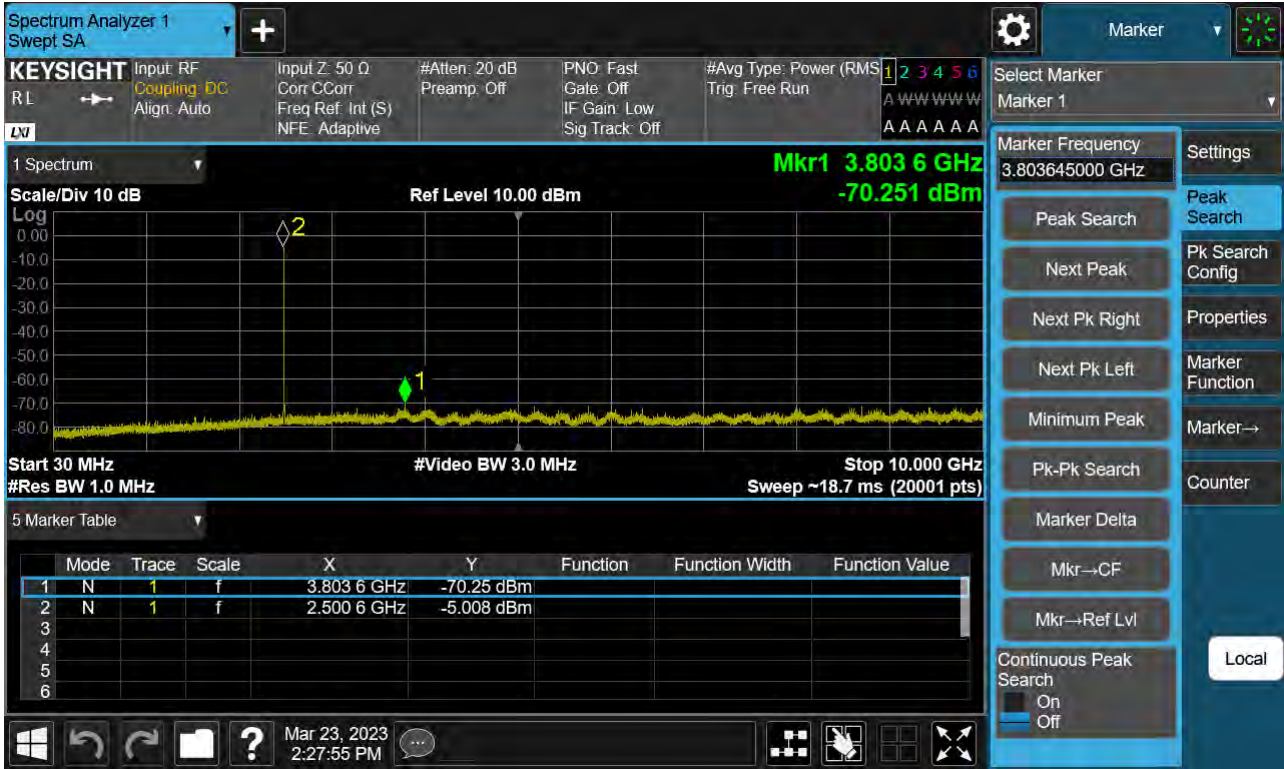 Spectrum Analyzer 1
Swept SA
+
Marker
KEYSIGHT
RL
LXI
Input: RF
Coupling: DC
Align: Auto
Input Z: 50 Ω
Corr CCorr
Freq Ref: Int (S)
NFE: Adaptive
#Atten: 20 dB
Preamp: Off
PNO: Fast
Gate: Off
IF Gain: Low
Sig Track: Off
#Avg Type: Power (RMS
Trig: Free Run
1 2 3 4 5 6
A W W W W W
A A A A A A
Select Marker
Marker 1
1 Spectrum
Scale/Div 10 dB
Ref Level 10.00 dBm
Mkr1 3.803 6 GHz
-70.251 dBm
Log
0.00
-10.0
-20.0
-30.0
-40.0
-50.0
-60.0
-70.0
-80.0
2
1
Start 30 MHz
#Video BW 3.0 MHz
Stop 10.000 GHz
#Res BW 1.0 MHz
Sweep ~18.7 ms (20001 pts)
5 Marker Table
Mode Trace Scale X Y Function Function Width Function Value
1 N 1 f 3.803 6 GHz -70.25 dBm
2 N 1 f 2.500 6 GHz -5.008 dBm
3
4
5
6
Marker Frequency
3.803645000 GHz
Peak Search
Next Peak
Next Pk Right
Next Pk Left
Minimum Peak
Pk-Pk Search
Marker Delta
Mkr→CF
Mkr→Ref Lvl
Continuous Peak
Search
On
Off
Settings
Peak
Search
Pk Search
Config
Properties
Marker
Function
Marker→
Counter
Local
?
Mar 23, 2023
2:27:55 PM